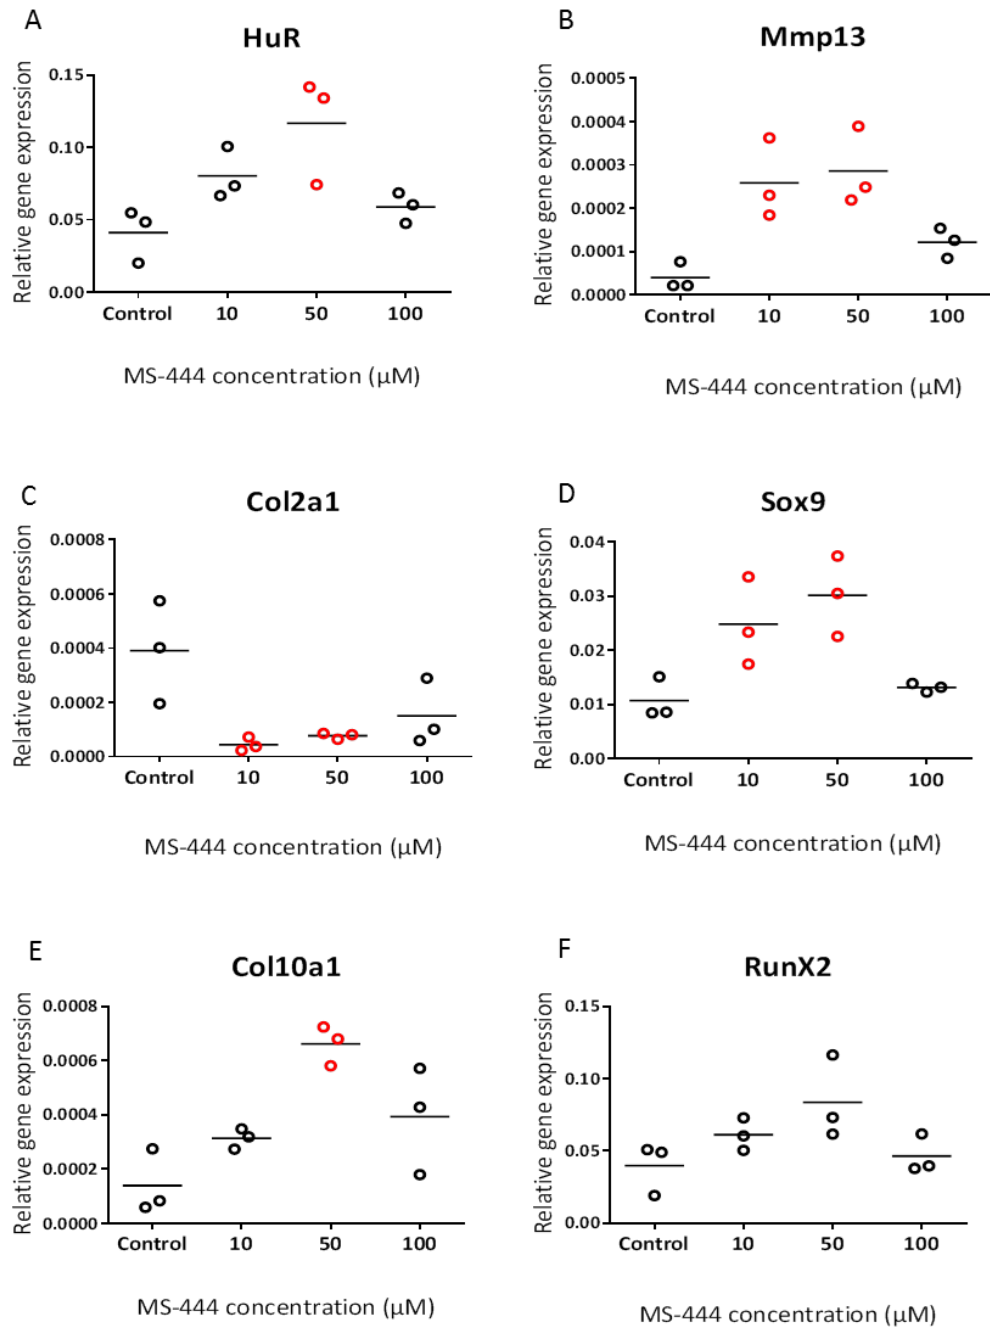 A
HuR
Relative gene expression
0.15
0.10
0.05
0.00
Control 10 50 100
MS-444 concentration (µM)
B
Mmp13
Relative gene expression
0.0005
0.0004
0.0003
0.0002
0.0001
0.0000
Control 10 50 100
MS-444 concentration (µM)
C
Col2a1
Relative gene expression
0.0008
0.0006
0.0004
0.0002
0.0000
Control 10 50 100
MS-444 concentration (µM)
D
Sox9
Relative gene expression
0.04
0.03
0.02
0.01
0.00
Control 10 50 100
MS-444 concentration (µM)
E
Col10a1
Relative gene expression
0.0008
0.0006
0.0004
0.0002
0.0000
Control 10 50 100
MS-444 concentration (µM)
F
RunX2
Relative gene expression
0.15
0.10
0.05
0.00
Control 10 50 100
MS-444 concentration (µM)